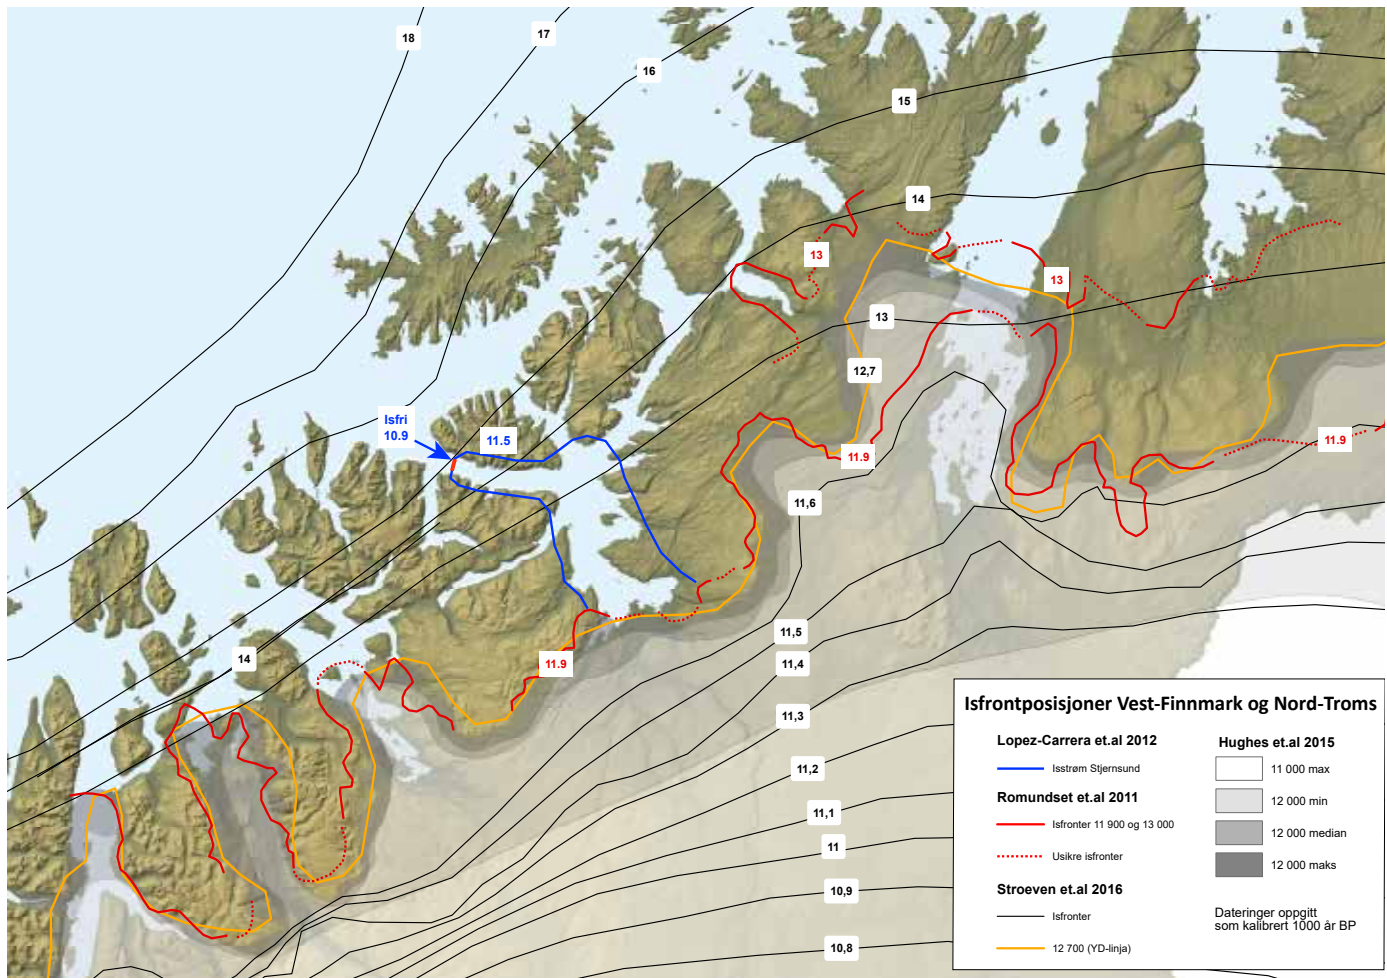 18
17
16
15
14
13
13
13
12,7
Isfri
10.9
11.5
11.9
11.9
11,6
11,5
14
11.9
11,4
11,3
11,2
11,1
11
10,9
10,8
Isfrontposisjoner Vest-Finnmark og Nord-Troms
Lopez-Carrera et.al 2012
Isstrøm Stjernsund
Romundset et.al 2011
Isfronter 11 900 og 13 000
Usikre isfronter
Stroeven et.al 2016
Isfronter
12 700 (YD-linja)
Hughes et.al 2015
11 000 max
12 000 min
12 000 median
12 000 maks
Dateringer oppgitt
som kalibrert 1000 år BP